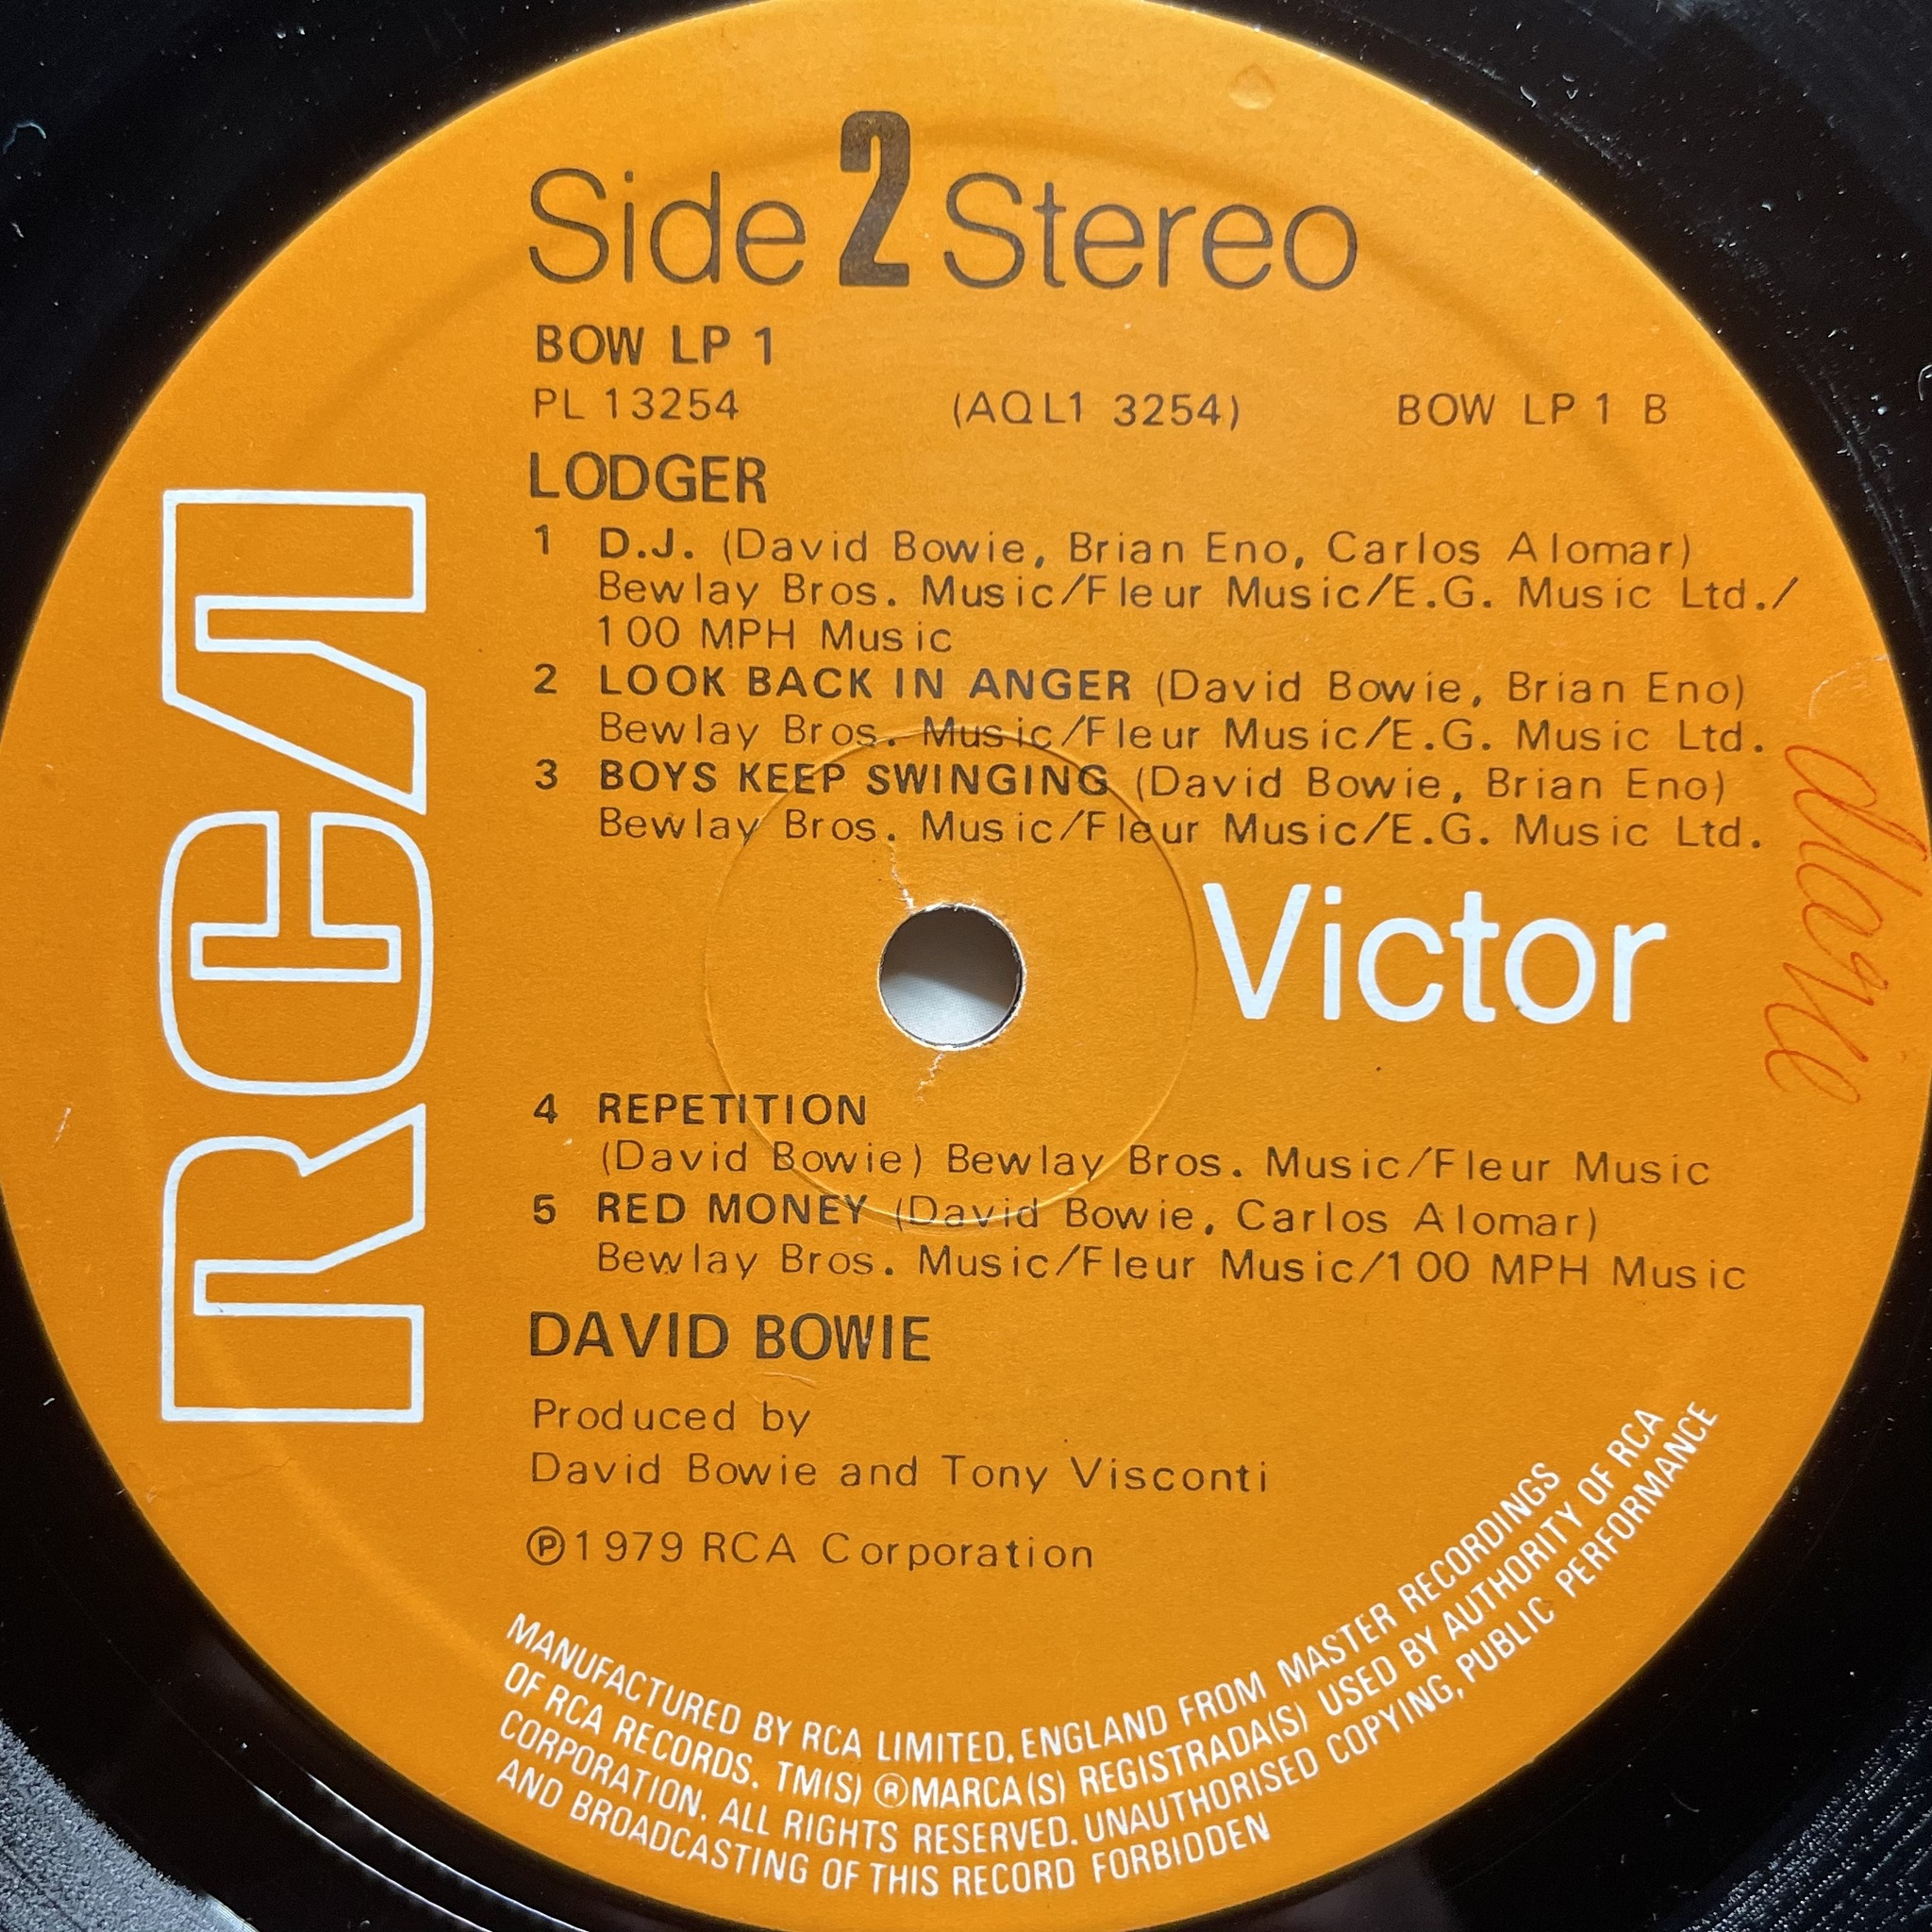 Side 2 Stereo
BOW LP 1
PL 13254 (AQL1 3254) BOW LP 1 B
LODGER
1 D.J. (David Bowie, Brian Eno, Carlos Alomar)
Bewlay Bros. Music/Fleur Music/E.G. Music Ltd./
100 MPH Music
2 LOOK BACK IN ANGER (David Bowie, Brian Eno)
Bewlay Bros. Music/Fleur Music/E.G. Music Ltd.
3 BOYS KEEP SWINGING (David Bowie, Brian Eno)
Bewlay Bros. Music/Fleur Music/E.G. Music Ltd.
RCA
Victor
4 REPETITION
(David Bowie) Bewlay Bros. Music/Fleur Music
5 RED MONEY (David Bowie, Carlos Alomar)
Bewlay Bros. Music/Fleur Music/100 MPH Music
DAVID BOWIE
Produced by
David Bowie and Tony Visconti
℗1979 RCA Corporation
MANUFACTURED BY RCA LIMITED, ENGLAND FROM MASTER RECORDINGS
OF RCA RECORDS. TM(S) ®MARCA(S) REGISTRADA(S) USED BY AUTHORITY OF RCA
CORPORATION. ALL RIGHTS RESERVED. UNAUTHORISED COPYING, PUBLIC PERFORMANCE
AND BROADCASTING OF THIS RECORD FORBIDDEN